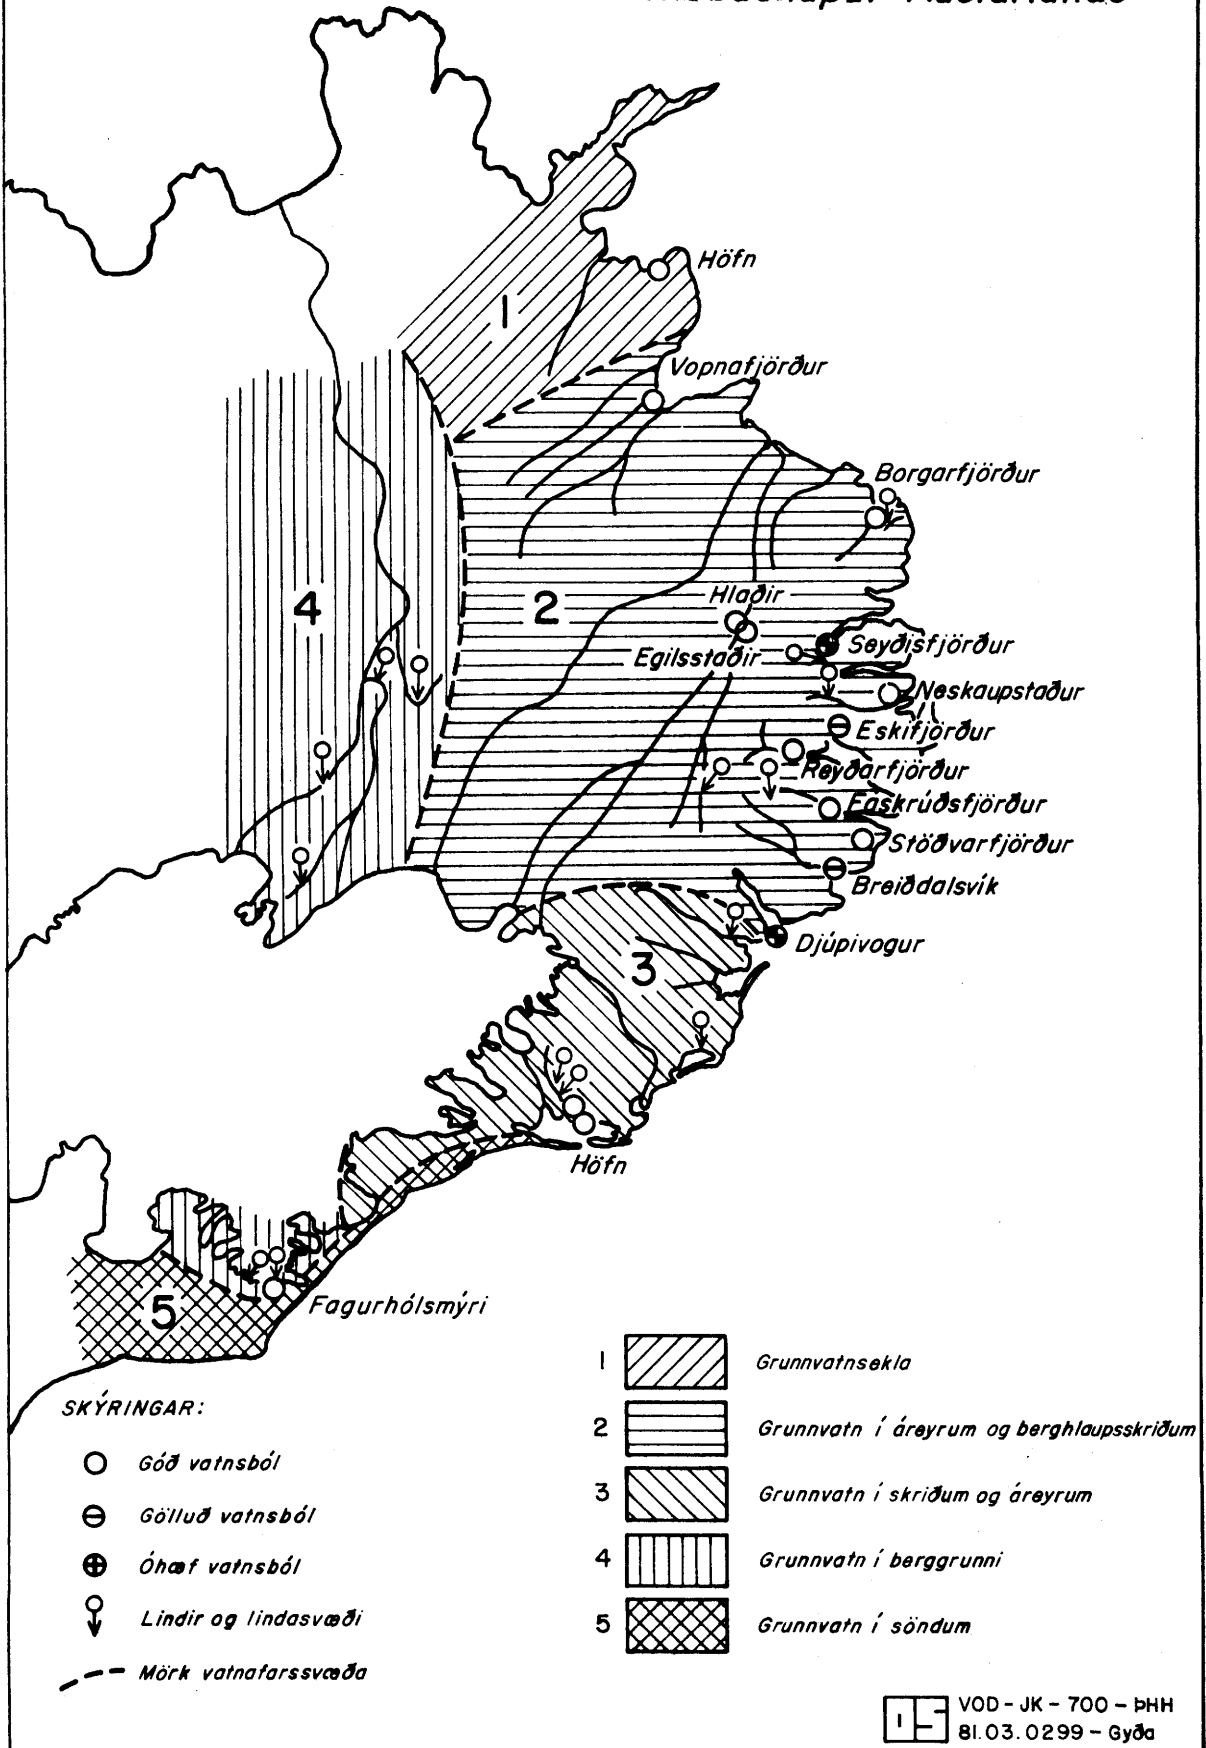 Höfn
1
Vopnafjörður
Borgarfjörður
4
2
Hlaðir
Seyðisfjörður
Egilsstaðir
Neskaupstaður
Eskifjörður
Reyðarfjörður
Faskrúðsfjörður
Stöðvarfjörður
Breiðdalsvík
Djúpivogur
3
Höfn
Fagurhólsmýri
5
SKÝRINGAR:
Góð vatnsból
Gölluð vatnsból
Óhæf vatnsból
Lindir og lindasvæði
Mörk vatnafarssvæða
1 Grunnvatnsekla
2 Grunnvatn í áreyrum og berghlaupsskriðum
3 Grunnvatn í skriðum og áreyrum
4 Grunnvatn í berggrunni
5 Grunnvatn í söndum
OS
VOD - JK - 700 - ÞHH
81.03.0299 - Gyða